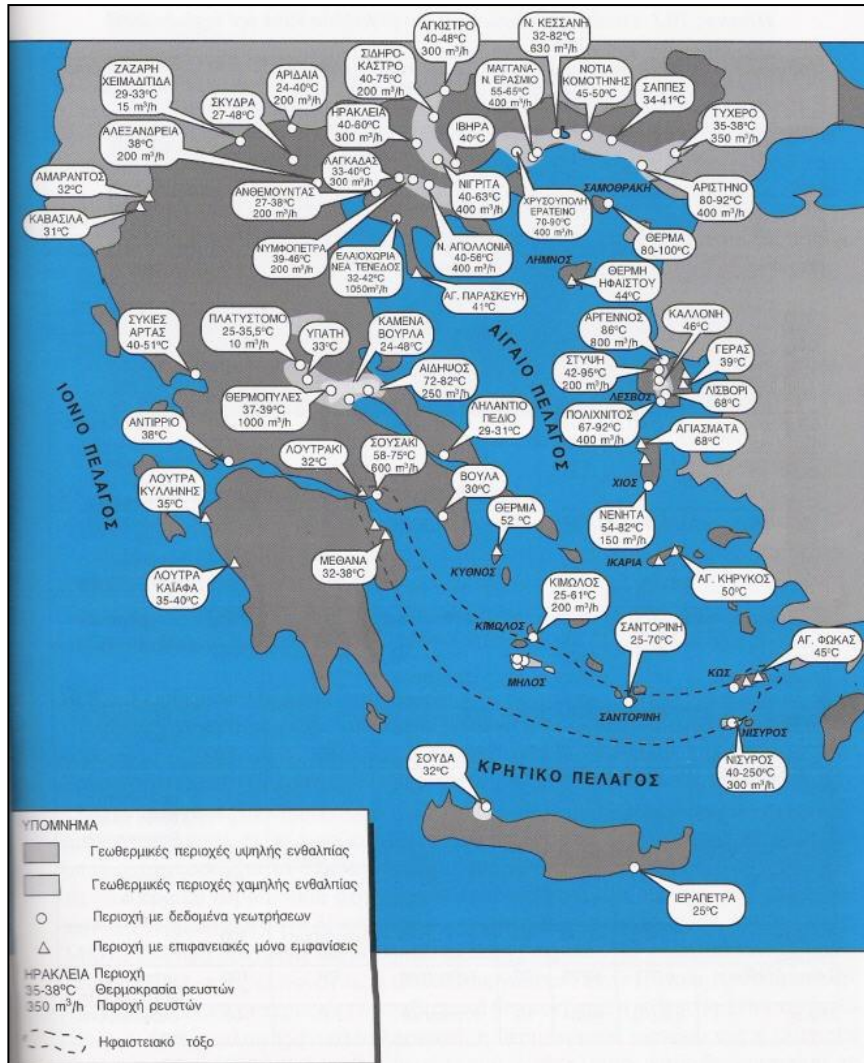 ΑΓΚΙΣΤΡΟ
40-48°C
300 m³/h
Ν. ΚΕΣΣΑΝΗ
32-82°C
630 m³/h
ΣΙΔΗΡΟ-
ΚΑΣΤΡΟ
40-75°C
200 m³/h
ΖΑΖΑΡΗ
ΧΕΙΜΑΔΙΤΙΔΑ
29-33°C
15 m³/h
ΑΡΙΔΑΙΑ
24-40°C
200 m³/h
ΜΑΓΓΑΝΑ-
Ν. ΕΡΑΣΜΙΟ
55-65°C
400 m³/h
ΝΟΤΙΑ
ΚΟΜΟΤΗΝΗΣ
45-50°C
ΣΑΠΠΕΣ
34-41°C
ΣΚΥΔΡΑ
27-48°C
ΗΡΑΚΛΕΙΑ
40-60°C
300 m³/h
ΙΒΗΡΑ
40°C
ΤΥΧΕΡΟ
35-38°C
350 m³/h
ΑΛΕΞΑΝΔΡΕΙΑ
38°C
200 m³/h
ΛΑΓΚΑΔΑΣ
33-40°C
300 m³/h
ΑΜΑΡΑΝΤΟΣ
32°C
ΑΝΘΕΜΟΥΝΤΑΣ
27-38°C
200 m³/h
ΝΙΓΡΙΤΑ
40-63°C
400 m³/h
ΧΡΥΣΟΥΠΟΛΗ
ΕΡΑΤΕΙΝΟ
70-90°C
400 m³/h
ΣΑΜΟΘΡΑΚΗ
ΑΡΙΣΤΗΝΟ
80-92°C
400 m³/h
ΚΑΒΑΣΙΛΑ
31°C
ΝΥΜΦΟΠΕΤΡΑ
39-46°C
200 m³/h
ΕΛΑΙΟΧΩΡΙΑ
ΝΕΑ ΤΕΝΕΔΟΣ
32-42°C
1050m³/h
Ν. ΑΠΟΛΛΟΝΙΑ
40-56°C
400 m³/h
ΘΕΡΜΑ
80-100°C
ΛΗΜΝΟΣ
ΘΕΡΜΗ
ΗΦΑΙΣΤΟΥ
44°C
ΑΓ. ΠΑΡΑΣΚΕΥΗ
41°C
ΣΥΚΙΕΣ
ΑΡΤΑΣ
40-51°C
ΠΛΑΤΥΣΤΟΜΟ
25-35,5°C
10 m³/h
ΥΠΑΤΗ
33°C
ΚΑΜΕΝΑ
ΒΟΥΡΛΑ
24-48°C
ΑΙΓΑΙΟ ΠΕΛΑΓΟΣ
ΑΡΓΕΝΝΟΣ
86°C
800 m³/h
ΚΑΛΛΟΝΗ
46°C
ΣΤΥΨΗ
42-95°C
200 m³/h
ΓΕΡΑΣ
39°C
ΙΟΝΙΟ ΠΕΛΑΓΟΣ
ΘΕΡΜΟΠΥΛΕΣ
37-39°C
1000 m³/h
ΑΙΔΗΨΟΣ
72-82°C
250 m³/h
ΛΕΣΒΟΣ
ΛΙΣΒΟΡΙ
68°C
ΠΟΛΙΧΝΙΤΟΣ
67-92°C
400 m³/h
ΑΝΤΙΡΡΙΟ
38°C
ΛΟΥΤΡΑΚΙ
32°C
ΣΟΥΣΑΚΙ
58-75°C
600 m³/h
ΛΗΛΑΝΤΙΟ
ΠΕΔΙΟ
29-31°C
ΑΓΙΑΣΜΑΤΑ
68°C
ΛΟΥΤΡΑ
ΚΥΛΛΗΝΗΣ
35°C
ΒΟΥΛΑ
30°C
ΧΙΟΣ
ΘΕΡΜΙΑ
52 °C
ΝΕΝΗΤΑ
54-82°C
150 m³/h
ΛΟΥΤΡΑ
ΚΑΪΑΦΑ
35-40°C
ΜΕΘΑΝΑ
32-38°C
ΚΥΘΝΟΣ
ΙΚΑΡΙΑ
ΑΓ. ΚΗΡΥΚΟΣ
50°C
ΚΙΜΩΛΟΣ
25-61°C
200 m³/h
ΚΙΜΩΛΟΣ
ΜΗΛΟΣ
ΣΑΝΤΟΡΙΝΗ
25-70°C
ΑΓ. ΦΩΚΑΣ
45°C
ΚΩΣ
ΣΑΝΤΟΡΙΝΗ
ΝΙΣΥΡΟΣ
ΝΙΣΥΡΟΣ
40-250°C
300 m³/h
ΣΟΥΔΑ
32°C
ΚΡΗΤΙΚΟ ΠΕΛΑΓΟΣ
ΙΕΡΑΠΕΤΡΑ
25°C
ΥΠΟΜΝΗΜΑ
Γεωθερμικές περιοχές υψηλής ενθαλπίας
Γεωθερμικές περιοχές χαμηλής ενθαλπίας
Περιοχή με δεδομένα γεωτρήσεων
Περιοχή με επιφανειακές μόνο εμφανίσεις
ΗΡΑΚΛΕΙΑ Περιοχή
35-38°C Θερμοκρασία ρευστών
350 m³/h Παροχή ρευστών
Ηφαιστειακό τόξο